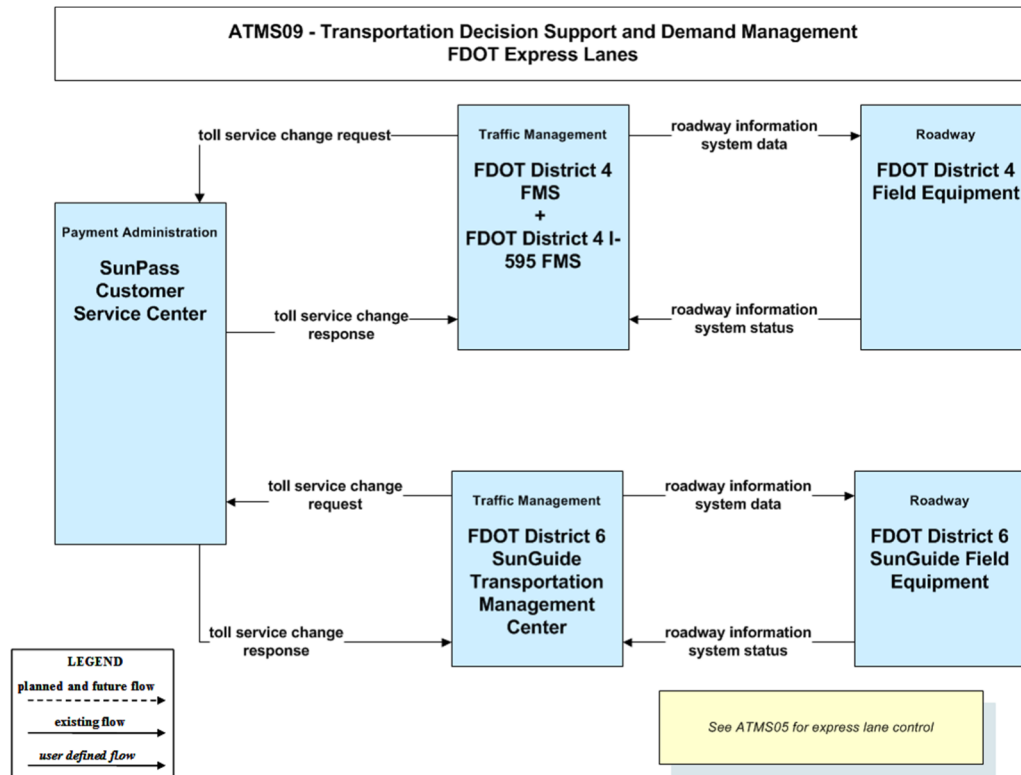 ATMS09 - Transportation Decision Support and Demand Management
FDOT Express Lanes
toll service change request
Traffic Management
FDOT District 4
FMS
+
FDOT District 4 I-
595 FMS
roadway information
system data
Roadway
FDOT District 4
Field Equipment
Payment Administration
SunPass
Customer
Service Center
toll service change
response
roadway information
system status
toll service change
request
Traffic Management
FDOT District 6
SunGuide
Transportation
Management
Center
roadway information
system data
Roadway
FDOT District 6
SunGuide Field
Equipment
toll service change
response
roadway information
system status
LEGEND
planned and future flow
existing flow
user defined flow
See ATMS05 for express lane control